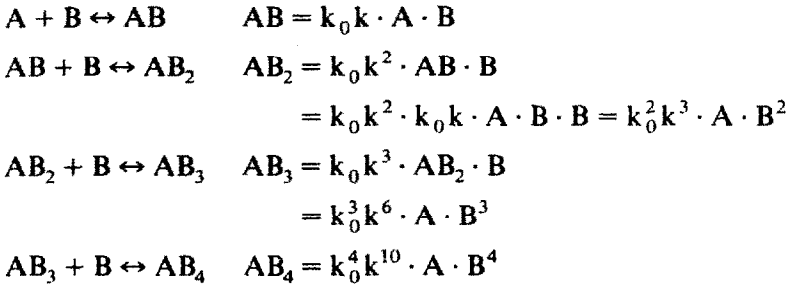 A + B ↔ AB AB = k₀k · A · B
AB + B ↔ AB₂ AB₂ = k₀k² · AB · B
= k₀k² · k₀k · A · B · B = k₀²k³ · A · B²
AB₂ + B ↔ AB₃ AB₃ = k₀k³ · AB₂ · B
= k₀³k⁶ · A · B³
AB₃ + B ↔ AB₄ AB₄ = k₀⁴k¹⁰ · A · B⁴